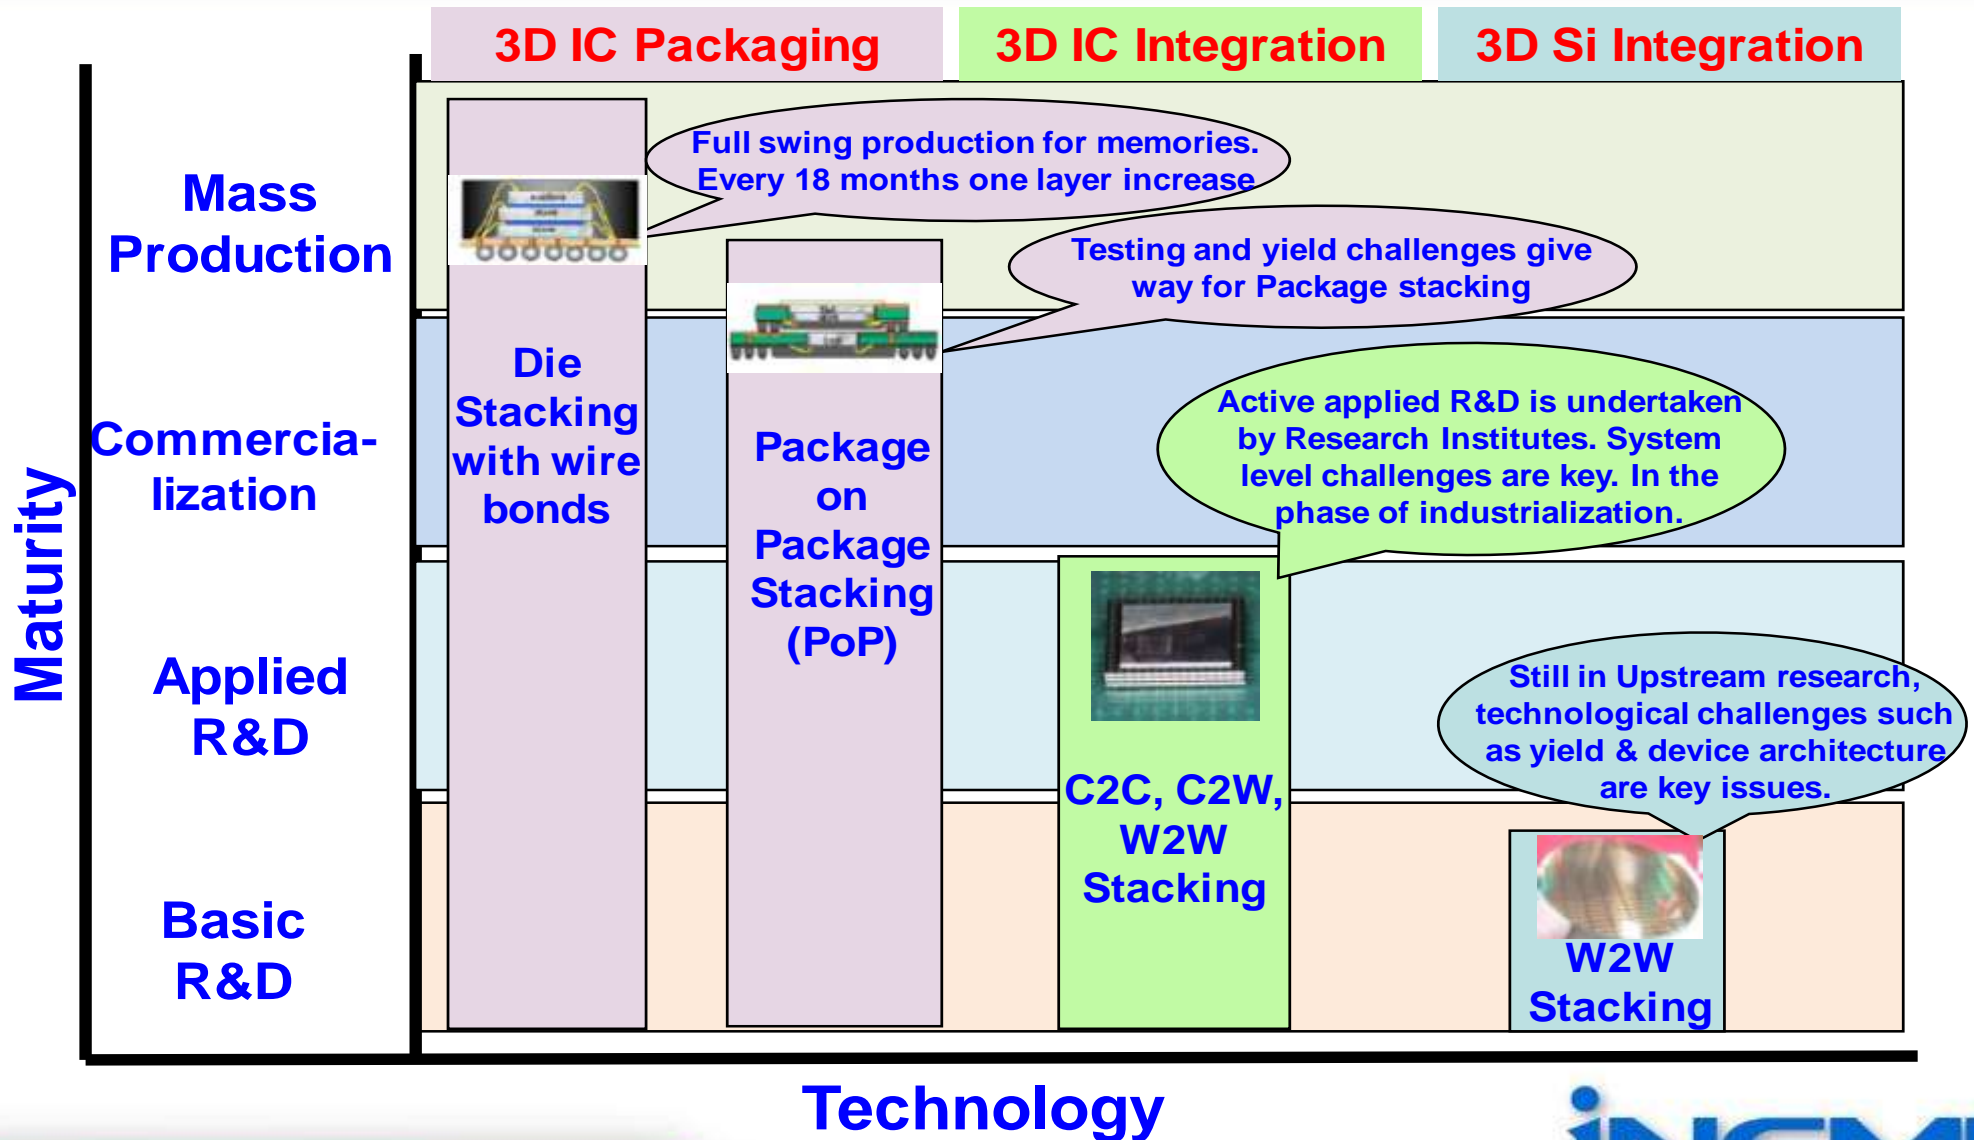 3D IC Packaging
3D IC Integration
3D Si Integration
Mass
Production
Commercia-
lization
Applied
R&D
Basic
R&D
Maturity
Full swing production for memories.
Every 18 months one layer increase
Testing and yield challenges give
way for Package stacking
Active applied R&D is undertaken
by Research Institutes. System
level challenges are key. In the
phase of industrialization.
Still in Upstream research,
technological challenges such
as yield & device architecture
are key issues.
Die
Stacking
with wire
bonds
Package
on
Package
Stacking
(PoP)
C2C, C2W,
W2W
Stacking
W2W
Stacking
Technology